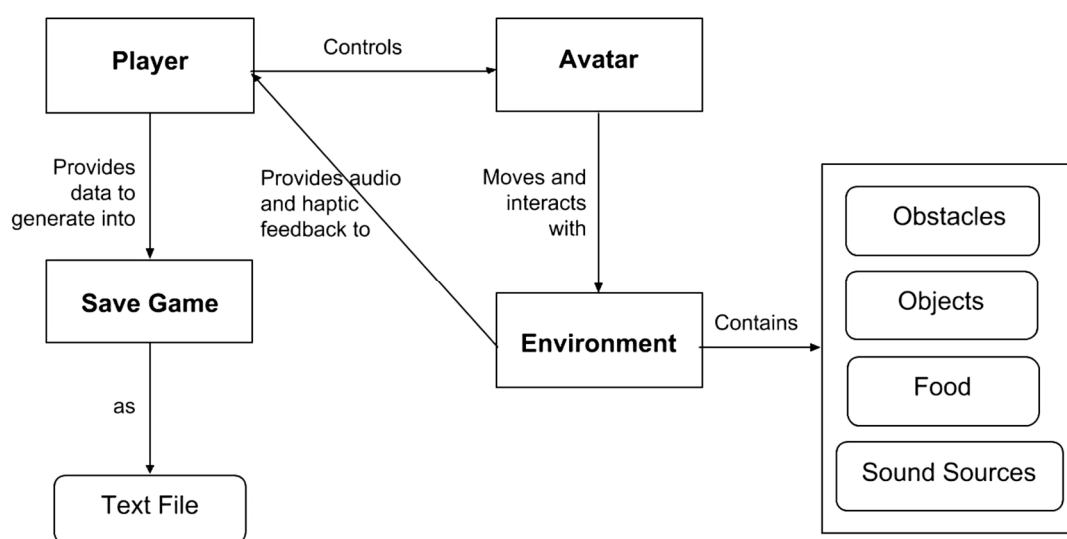 Player
Controls
Avatar
Provides
data to
generate into
Provides audio
and haptic
feedback to
Moves and
interacts
with
Obstacles
Save Game
Environment
Contains
Objects
Food
as
Sound Sources
Text File